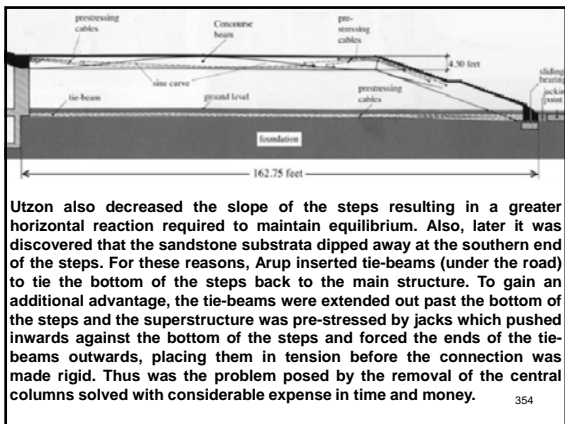 prestressing cables
Concourse beam
pre-stressing cables
4.50 feet
sliding bearing
jacking point
sine curve
tie-beam
ground level
prestressing cables
foundation
162.75 feet
Utzon also decreased the slope of the steps resulting in a greater
horizontal reaction required to maintain equilibrium. Also, later it was
discovered that the sandstone substrata dipped away at the southern end
of the steps. For these reasons, Arup inserted tie-beams (under the road)
to tie the bottom of the steps back to the main structure. To gain an
additional advantage, the tie-beams were extended out past the bottom of
the steps and the superstructure was pre-stressed by jacks which pushed
inwards against the bottom of the steps and forced the ends of the tie-
beams outwards, placing them in tension before the connection was
made rigid. Thus was the problem posed by the removal of the central
columns solved with considerable expense in time and money.
354